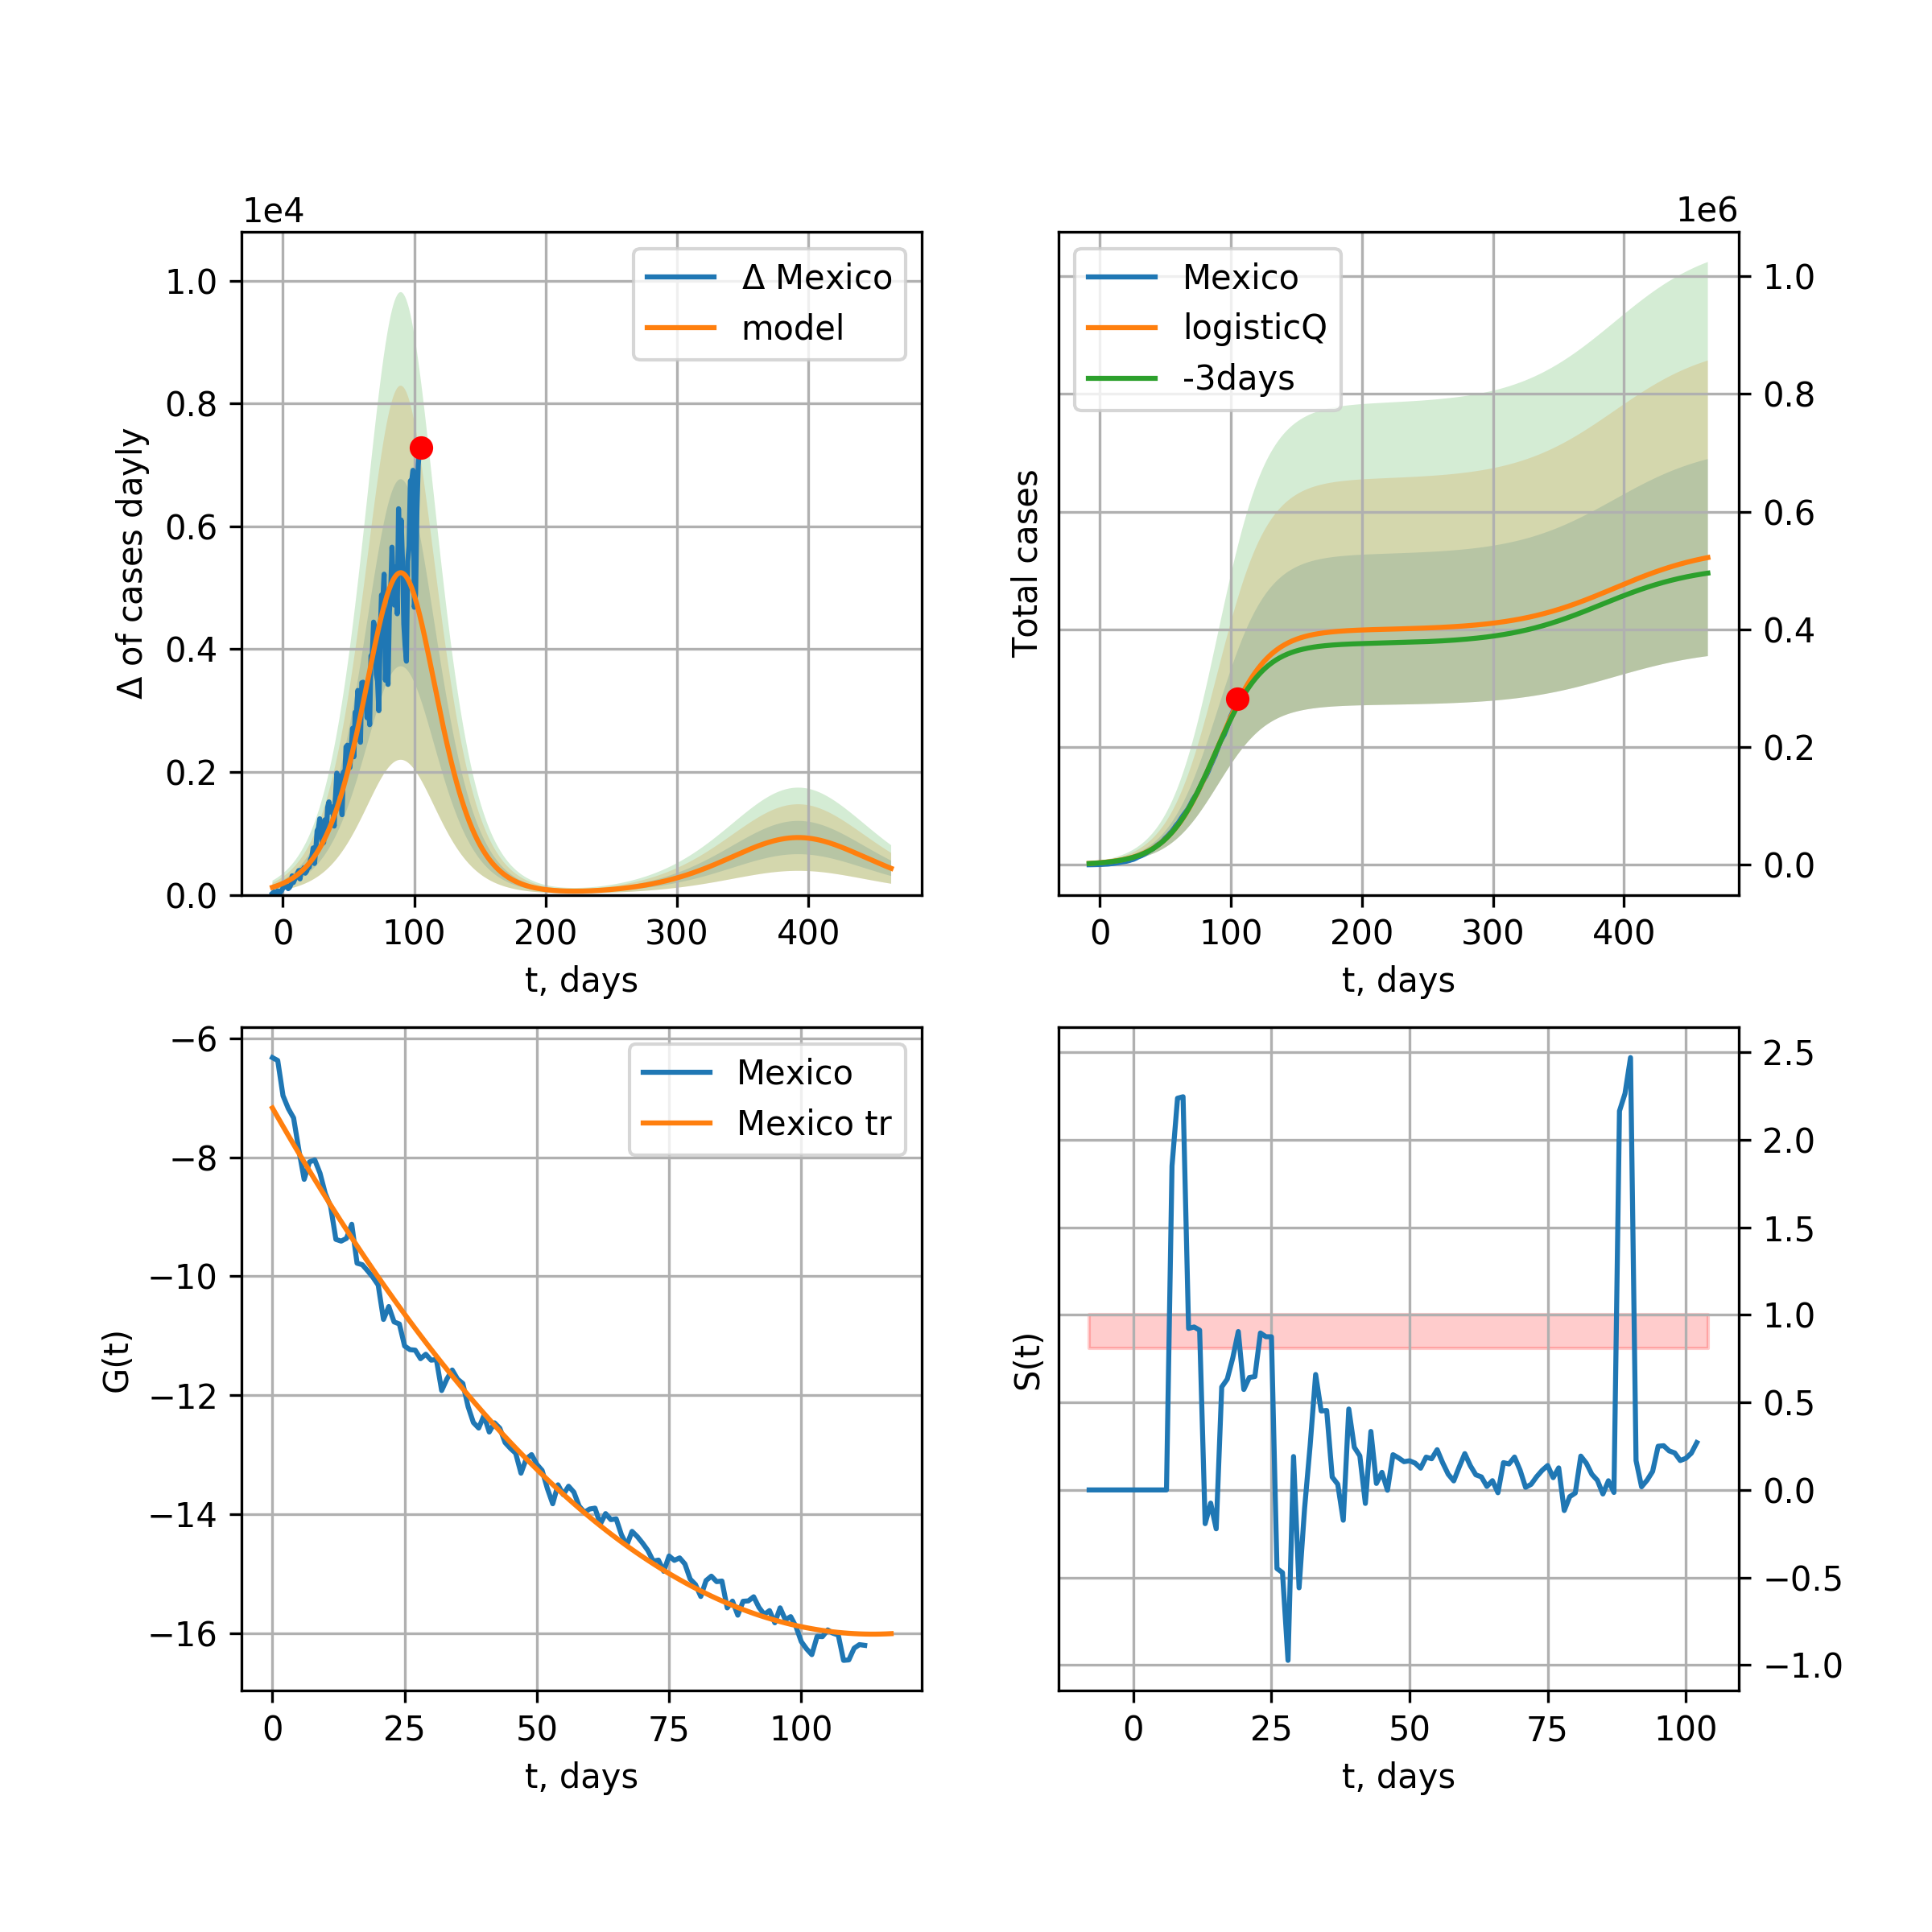 1e4
Δ of cases dayly
1.0
0.8
0.6
0.4
0.2
0.0
Δ Mexico
model
0 100 200 300 400
t, days
1e6
Total cases
Mexico
logisticQ
-3days
1.0
0.8
0.6
0.4
0.2
0.0
0 100 200 300 400
t, days
G(t)
−6
−8
−10
−12
−14
−16
Mexico
Mexico tr
0 25 50 75 100
t, days
S(t)
2.5
2.0
1.5
1.0
0.5
0.0
−0.5
−1.0
0 25 50 75 100
t, days